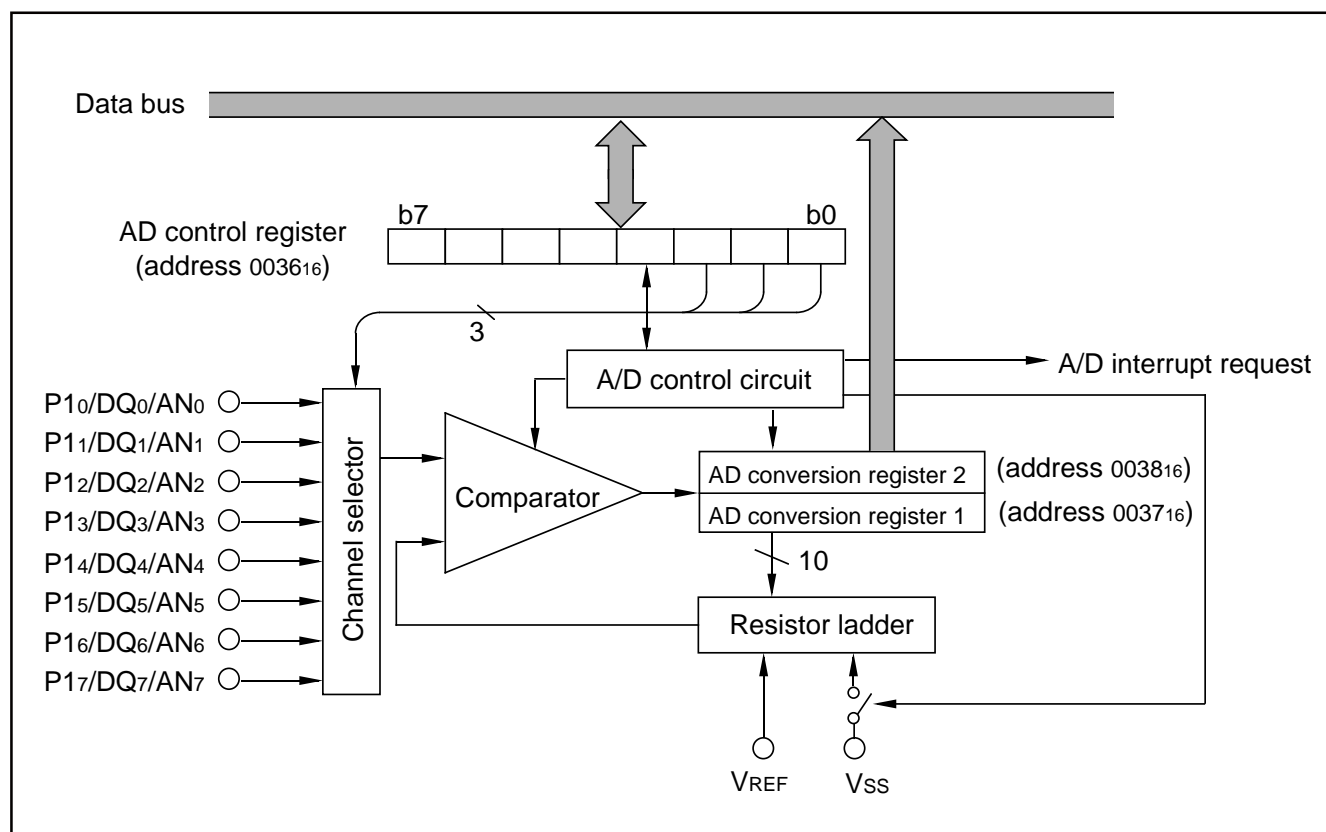 Data bus
b7 b0
AD control register
(address 0036₁₆)
3
A/D control circuit
A/D interrupt request
P1₀/DQ₀/AN₀
P1₁/DQ₁/AN₁
P1₂/DQ₂/AN₂
P1₃/DQ₃/AN₃
P1₄/DQ₄/AN₄
P1₅/DQ₅/AN₅
P1₆/DQ₆/AN₆
P1₇/DQ₇/AN₇
Channel selector
Comparator
AD conversion register 2 (address 0038₁₆)
AD conversion register 1 (address 0037₁₆)
10
Resistor ladder
VREF
VSS